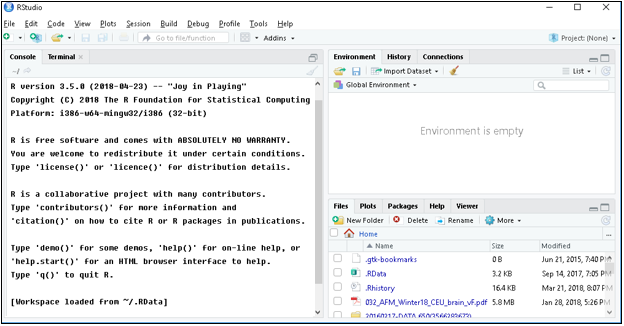 RStudio
File Edit Code View Plots Session Build Debug Profile Tools Help
Go to file/function Addins Project: (None)
Console Terminal
~/
R version 3.5.0 (2018-04-23) -- "Joy in Playing"
Copyright (C) 2018 The R Foundation for Statistical Computing
Platform: i386-w64-mingw32/i386 (32-bit)
R is free software and comes with ABSOLUTELY NO WARRANTY.
You are welcome to redistribute it under certain conditions.
Type 'license()' or 'licence()' for distribution details.
R is a collaborative project with many contributors.
Type 'contributors()' for more information and
'citation()' on how to cite R or R packages in publications.
Type 'demo()' for some demos, 'help()' for on-line help, or
'help.start()' for an HTML browser interface to help.
Type 'q()' to quit R.
[Workspace loaded from ~/.RData]
Environment History Connections
Import Dataset List
Global Environment
Environment is empty
Files Plots Packages Help Viewer
New Folder Delete Rename More
Home ...
Name Size Modified
.gtk-bookmarks 0 B Jun 21, 2015, 7:40 PM
.RData 3.2 KB Sep 14, 2017, 7:05 PM
.Rhistory 16.4 KB Mar 21, 2018, 8:07 PM
032_AFM_Winter18_CEU_brain_vf.pdf 5.8 MB Jan 28, 2018, 5:26 PM